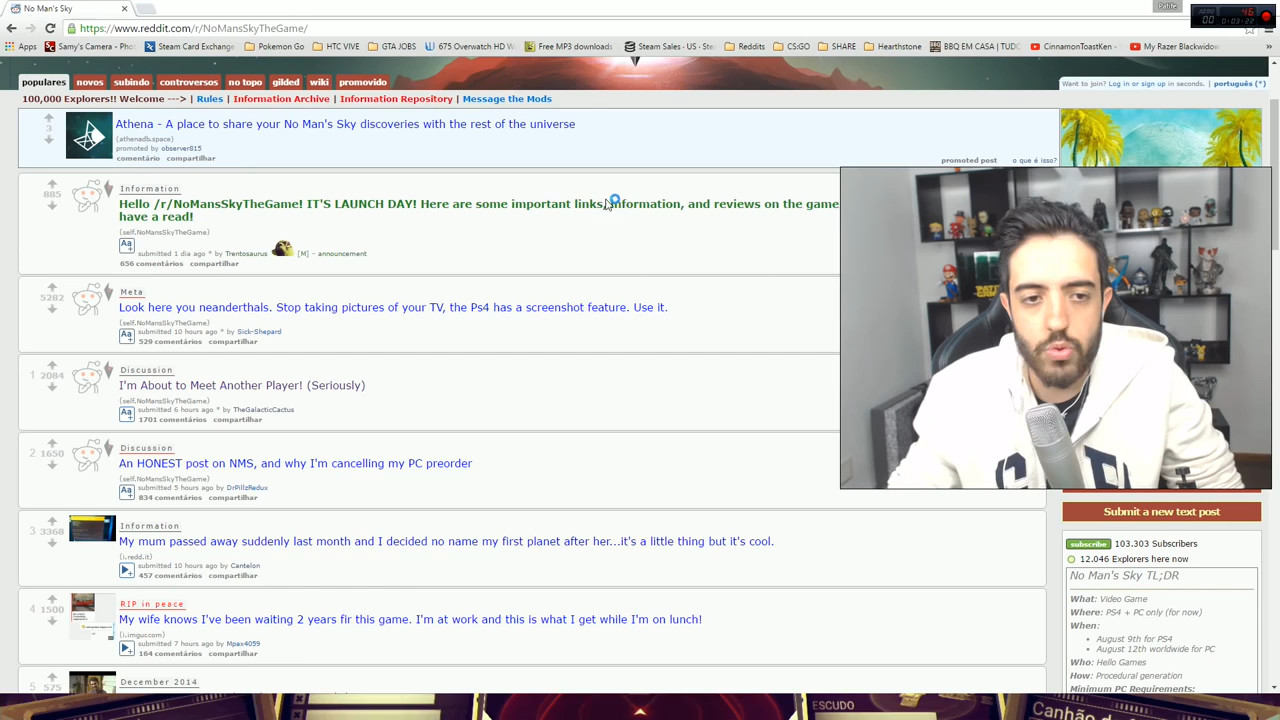 No Man's Sky
Patife
46
00
0:03:22
https://www.reddit.com/r/NoMansSkyTheGame/
Apps
Samy's Camera - Phot
Steam Card Exchange
Pokemon Go
HTC VIVE
GTA JOBS
675 Overwatch HD W
Free MP3 downloads
Steam Sales · US · Ste
Reddits
CS:GO
SHARE
Hearthstone
BBQ EM CASA | TUDO
CinnamonToastKen -
My Razer Blackwidow
populares
novos
subindo
controversos
no topo
gilded
wiki
promovido
Want to join? Log in or sign up in seconds. | português (*)
100,000 Explorers!! Welcome ---> | Rules | Information Archive | Information Repository | Message the Mods
3
Athena - A place to share your No Man's Sky discoveries with the rest of the universe
(athenadb.space)
promoted by observer815
comentário compartilhar
promoted post o que é isso?
885
Information
Hello /r/NoMansSkyTheGame! IT'S LAUNCH DAY! Here are some important links, information, and reviews on the game
have a read!
(self.NoMansSkyTheGame)
Aa+
submitted 1 dia ago * by Trentosaurus [M] - announcement
656 comentários compartilhar
5282
Meta
Look here you neanderthals. Stop taking pictures of your TV, the Ps4 has a screenshot feature. Use it.
(self.NoMansSkyTheGame)
Aa+
submitted 10 hours ago * by Sick-Shepard
529 comentários compartilhar
1
2084
Discussion
I'm About to Meet Another Player! (Seriously)
(self.NoMansSkyTheGame)
Aa+
submitted 6 hours ago * by TheGalacticCactus
1701 comentários compartilhar
2
1650
Discussion
An HONEST post on NMS, and why I'm cancelling my PC preorder
(self.NoMansSkyTheGame)
Aa+
submitted 5 hours ago by DrPillzRedux
834 comentários compartilhar
3
3368
Information
My mum passed away suddenly last month and I decided no name my first planet after her...it's a little thing but it's cool.
(i.redd.it)
submitted 10 hours ago by Cantelon
457 comentários compartilhar
4
1500
RIP in peace
My wife knows I've been waiting 2 years fir this game. I'm at work and this is what I get while I'm on lunch!
(i.imgur.com)
submitted 7 hours ago by Mpax4059
164 comentários compartilhar
5
575
December 2014
Submit a new text post
subscribe 103.303 Subscribers
12.046 Explorers here now
No Man's Sky TL;DR
What: Video Game
Where: PS4 + PC only (for now)
When:
• August 9th for PS4
• August 12th worldwide for PC
Who: Hello Games
How: Procedural generation
Minimum PC Requirements:
ESCUDO